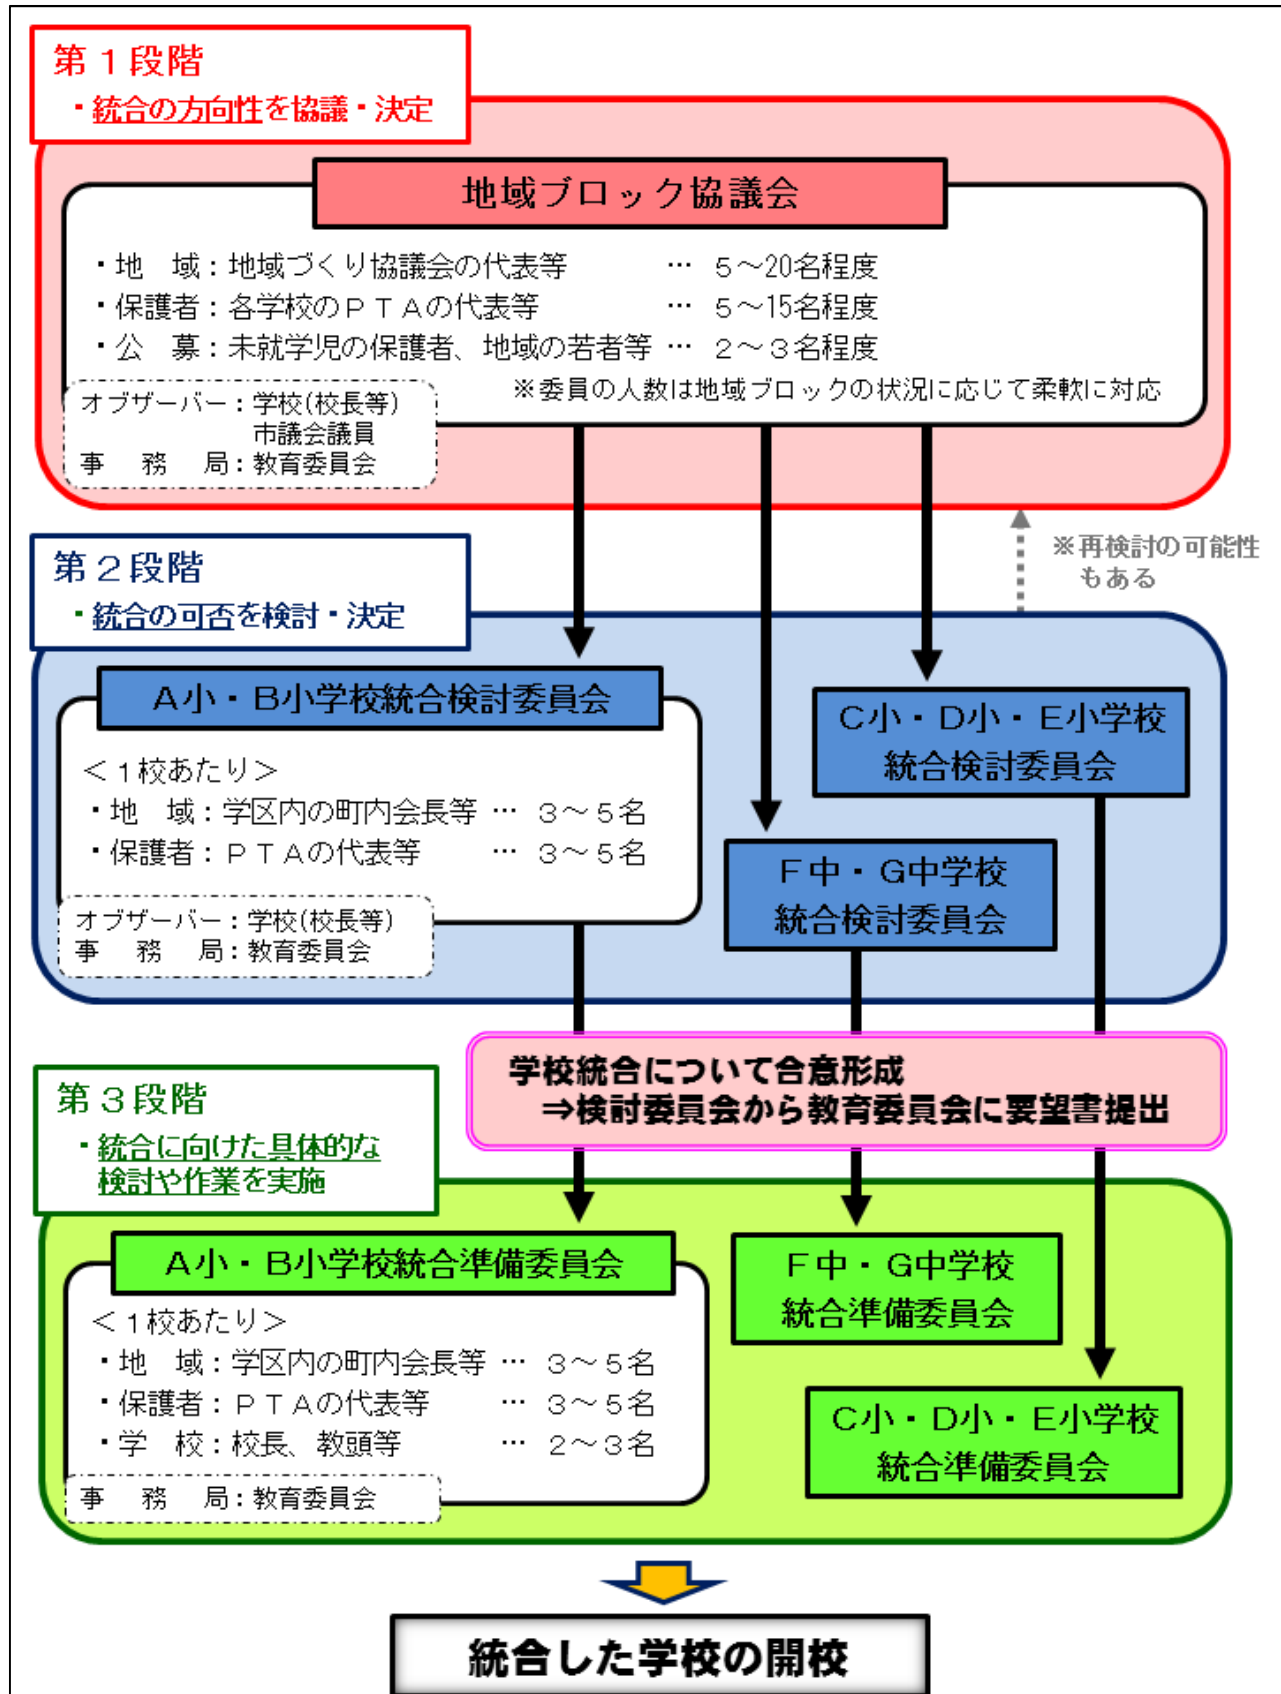 第１段階
・統合の方向性を協議・決定
地域ブロック協議会
・地　域：地域づくり協議会の代表等　　　… ５～20名程度
・保護者：各学校のＰＴＡの代表等　　　　… ５～15名程度
・公　募：未就学児の保護者、地域の若者等 … ２～３名程度
※委員の人数は地域ブロックの状況に応じて柔軟に対応
オブザーバー：学校(校長等)
市議会議員
事　務　局：教育委員会
※再検討の可能性
もある
第２段階
・統合の可否を検討・決定
Ａ小・Ｂ小学校統合検討委員会
＜１校あたり＞
・地　域：学区内の町内会長等 … ３～５名
・保護者：ＰＴＡの代表等　　 … ３～５名
オブザーバー：学校(校長等)
事　務　局：教育委員会
Ｃ小・Ｄ小・Ｅ小学校
統合検討委員会
Ｆ中・Ｇ中学校
統合検討委員会
学校統合について合意形成
⇒検討委員会から教育委員会に要望書提出
第３段階
・統合に向けた具体的な
検討や作業を実施
Ａ小・Ｂ小学校統合準備委員会
＜１校あたり＞
・地　域：学区内の町内会長等 … ３～５名
・保護者：ＰＴＡの代表等　　 … ３～５名
・学　校：校長、教頭等　　　 … ２～３名
事　務　局：教育委員会
Ｆ中・Ｇ中学校
統合準備委員会
Ｃ小・Ｄ小・Ｅ小学校
統合準備委員会
統合した学校の開校